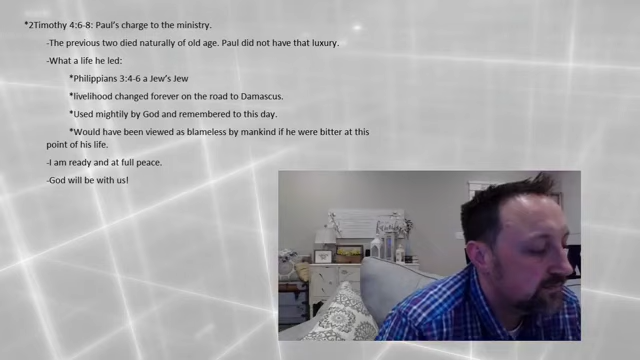 *2Timothy 4:6-8: Paul's charge to the ministry.
-The previous two died naturally of old age. Paul did not have that luxury.
-What a life he led:
*Philippians 3:4-6 a Jew's Jew
*livelihood changed forever on the road to Damascus.
*Used mightily by God and remembered to this day.
*Would have been viewed as blameless by mankind if he were bitter at this
point of his life.
-I am ready and at full peace.
-God will be with us!